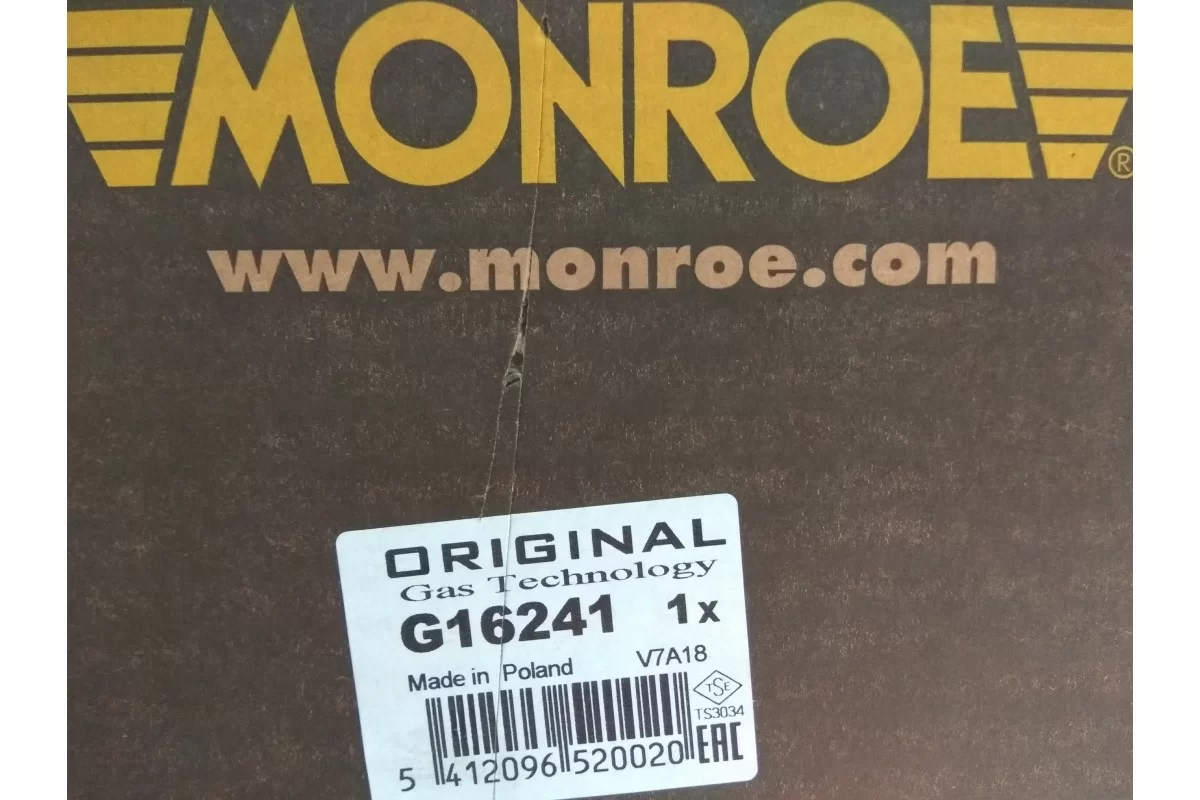 MONROE®
www.monroe.com
ORIGINAL
Gas Technology
G16241 1x
Made in Poland V7A18
TSE
TS3034
EAC
5 412096 520020